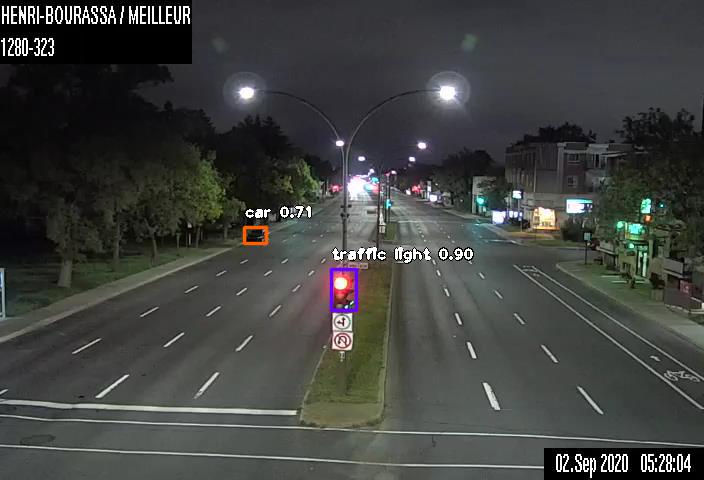 HENRI-BOURASSA / MEILLEUR
1280-323
car 0.71
traffic light 0.90
02.Sep 2020 05:28:04